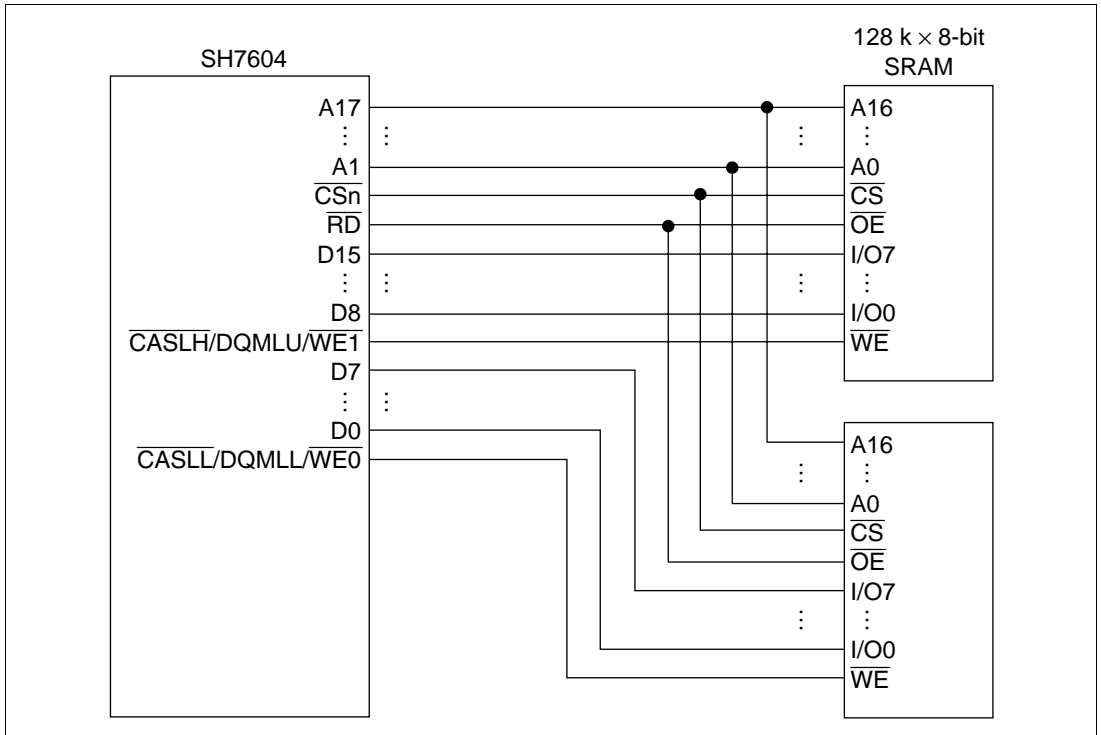 SH7604
A17
⋮ ⋮
A1
CSn
RD
D15
⋮ ⋮
D8
CASLH/DQMLU/WE1
D7
⋮ ⋮
D0
CASLL/DQMLL/WE0
128 k × 8-bit
SRAM
A16
⋮ ⋮
A0
CS
OE
I/O7
⋮ ⋮
I/O0
WE
A16
⋮ ⋮
A0
CS
OE
I/O7
⋮ ⋮
I/O0
WE